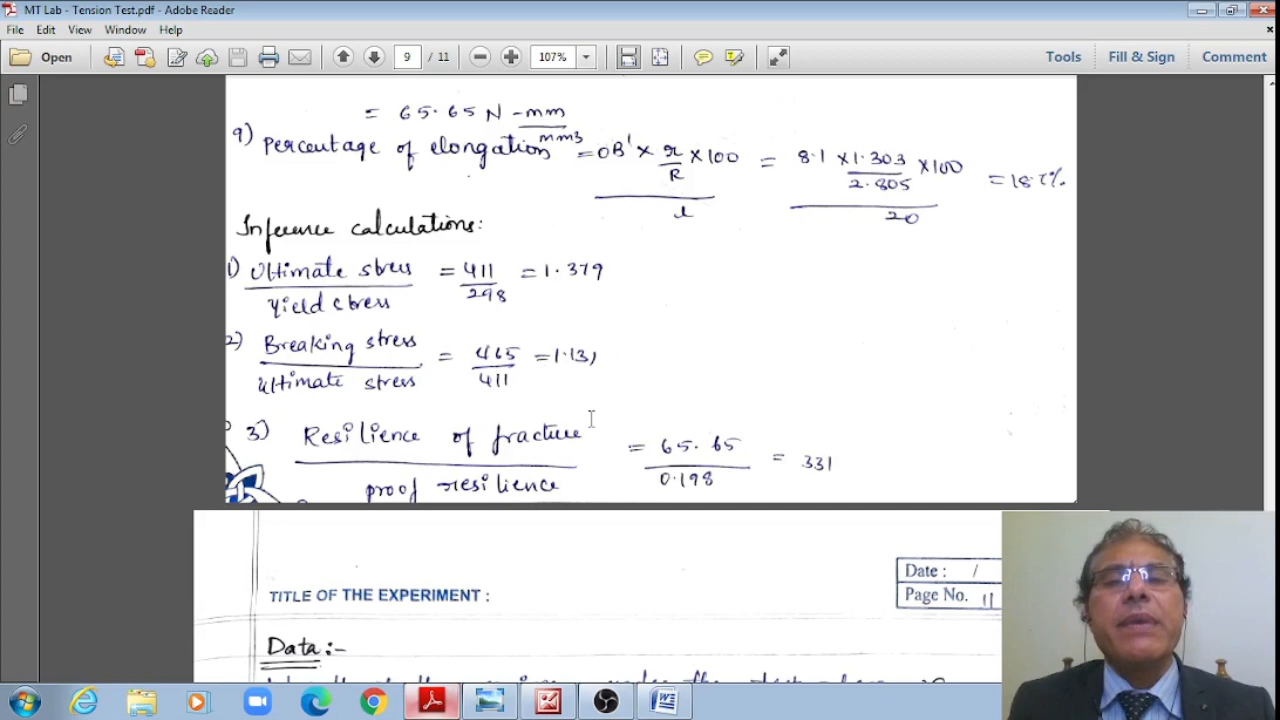 MT Lab - Tension Test.pdf - Adobe Reader
File Edit View Window Help
Open 9 / 11 107% Tools Fill & Sign Comment
= 65.65 N-mm
mm3
9) Percentage of elongation = OB' x r/R x 100 / l = 8.1 x 1.303/2.805 x 100 / 20 = 18.7%
Inference calculations:
1) Ultimate stress = 411 = 1.379
yield stress 298
2) Breaking stress = 465 = 1.131
ultimate stress 411
3) Resilience of fracture = 65.65 = 331
proof resilience 0.198
Date : /
TITLE OF THE EXPERIMENT :
Page No. 11
Data :-